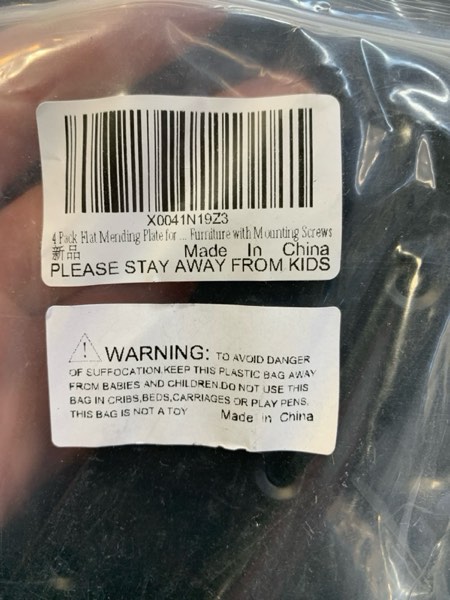 X0041N19Z3
4 Pack Flat Mending Plate for ... Furniture with Mounting Screws
新品
Made In China
PLEASE STAY AWAY FROM KIDS
WARNING: TO AVOID DANGER
OF SUFFOCATION.KEEP THIS PLASTIC BAG AWAY
FROM BABIES AND CHILDREN.DO NOT USE THIS
BAG IN CRIBS,BEDS,CARRIAGES OR PLAY PENS.
THIS BAG IS NOT A TOY Made in China